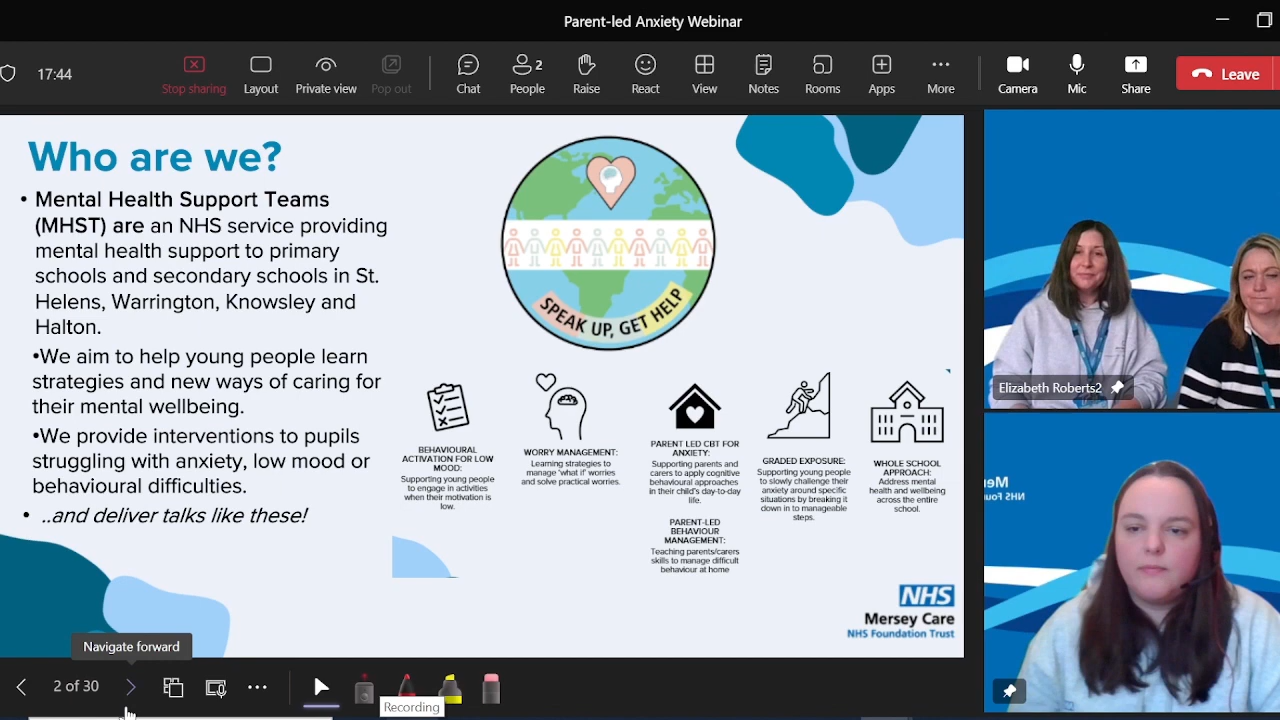 Parent-led Anxiety Webinar
17:44
Stop sharing
Layout
Private view
Pop out
Chat
2
People
Raise
React
View
Notes
Rooms
Apps
More
Camera
Mic
Share
Leave
Who are we?
• Mental Health Support Teams
(MHST) are an NHS service providing
mental health support to primary
schools and secondary schools in St.
Helens, Warrington, Knowsley and
Halton.
•We aim to help young people learn
strategies and new ways of caring for
their mental wellbeing.
•We provide interventions to pupils
struggling with anxiety, low mood or
behavioural difficulties.
• ..and deliver talks like these!
SPEAK UP, GET HELP
BEHAVIOURAL
ACTIVATION FOR LOW
MOOD:
Supporting young people
to engage in activities
when their motivation is
low.
WORRY MANAGEMENT:
Learning strategies to
manage 'what if' worries
and solve practical worries.
PARENT LED CBT FOR
ANXIETY:
Supporting parents and
carers to apply cognitive
behavioural approaches
in their child's day-to-day
life.
PARENT-LED
BEHAVIOUR
MANAGEMENT:
Teaching parents/carers
skills to manage difficult
behaviour at home
GRADED EXPOSURE:
Supporting young people
to slowly challenge their
anxiety around specific
situations by breaking it
down in to manageable
steps.
WHOLE SCHOOL
APPROACH:
Address mental
health and wellbeing
across the entire
school.
NHS
Mersey Care
NHS Foundation Trust
Elizabeth Roberts2
Navigate forward
2 of 30
Recording